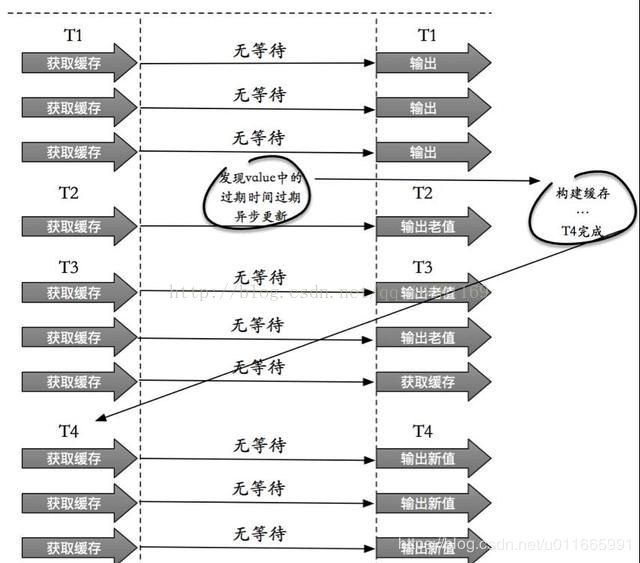 T1 T1
获取缓存 无等待 输出
获取缓存 无等待 输出
获取缓存 无等待 输出
发现value中的
过期时间过期
异步更新
构建缓存
...
T4完成
T2 T2
获取缓存 输出老值
T3 T3
获取缓存 无等待 输出老值
http://blog.csdn.net/
获取缓存 无等待 输出老值
获取缓存 无等待 获取缓存
T4 T4
获取缓存 无等待 输出新值
获取缓存 无等待 输出新值
获取缓存 无等待 输出新值
https://blog.csdn.net/u011665991